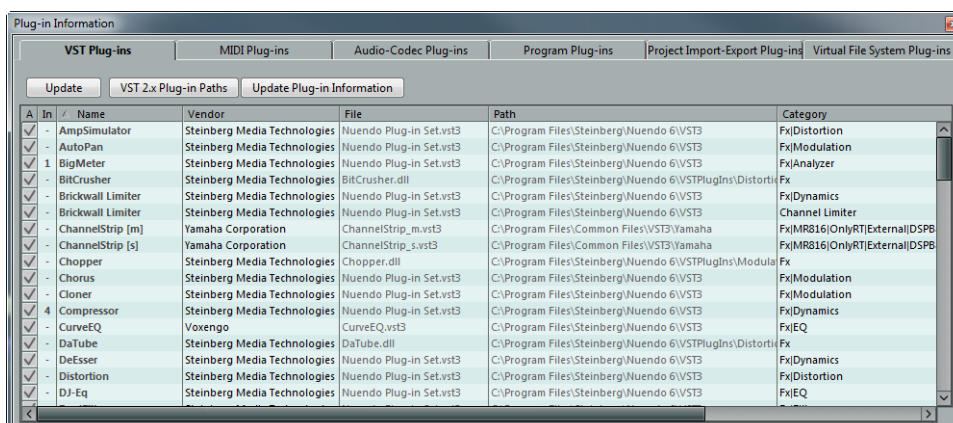 Plug-in Information
VST Plug-ins MIDI Plug-ins Audio-Codec Plug-ins Program Plug-ins Project Import-Export Plug-ins Virtual File System Plug-ins
Update VST 2.x Plug-in Paths Update Plug-in Information
A In Name Vendor File Path Category
- AmpSimulator Steinberg Media Technologies Nuendo Plug-in Set.vst3 C:\Program Files\Steinberg\Nuendo 6\VST3 Fx|Distortion
- AutoPan Steinberg Media Technologies Nuendo Plug-in Set.vst3 C:\Program Files\Steinberg\Nuendo 6\VST3 Fx|Modulation
1 BigMeter Steinberg Media Technologies Nuendo Plug-in Set.vst3 C:\Program Files\Steinberg\Nuendo 6\VST3 Fx|Analyzer
- BitCrusher Steinberg Media Technologies BitCrusher.dll C:\Program Files\Steinberg\Nuendo 6\VSTPlugIns\Distortic Fx
- Brickwall Limiter Steinberg Media Technologies Nuendo Plug-in Set.vst3 C:\Program Files\Steinberg\Nuendo 6\VST3 Fx|Dynamics
- Brickwall Limiter Steinberg Media Technologies Nuendo Plug-in Set.vst3 C:\Program Files\Steinberg\Nuendo 6\VST3 Channel Limiter
- ChannelStrip [m] Yamaha Corporation ChannelStrip_m.vst3 C:\Program Files\Common Files\VST3\Yamaha Fx|MR816|OnlyRT|External|DSPB
- ChannelStrip [s] Yamaha Corporation ChannelStrip_s.vst3 C:\Program Files\Common Files\VST3\Yamaha Fx|MR816|OnlyRT|External|DSPB
- Chopper Steinberg Media Technologies Chopper.dll C:\Program Files\Steinberg\Nuendo 6\VSTPlugIns\Modulat Fx
- Chorus Steinberg Media Technologies Nuendo Plug-in Set.vst3 C:\Program Files\Steinberg\Nuendo 6\VST3 Fx|Modulation
- Cloner Steinberg Media Technologies Nuendo Plug-in Set.vst3 C:\Program Files\Steinberg\Nuendo 6\VST3 Fx|Modulation
4 Compressor Steinberg Media Technologies Nuendo Plug-in Set.vst3 C:\Program Files\Steinberg\Nuendo 6\VST3 Fx|Dynamics
- CurveEQ Voxengo CurveEQ.vst3 C:\Program Files\Steinberg\Nuendo 6\VST3 Fx|EQ
- DaTube Steinberg Media Technologies DaTube.dll C:\Program Files\Steinberg\Nuendo 6\VSTPlugIns\Distortic Fx
- DeEsser Steinberg Media Technologies Nuendo Plug-in Set.vst3 C:\Program Files\Steinberg\Nuendo 6\VST3 Fx|Dynamics
- Distortion Steinberg Media Technologies Nuendo Plug-in Set.vst3 C:\Program Files\Steinberg\Nuendo 6\VST3 Fx|Distortion
- DJ-Eq Steinberg Media Technologies Nuendo Plug-in Set.vst3 C:\Program Files\Steinberg\Nuendo 6\VST3 Fx|EQ